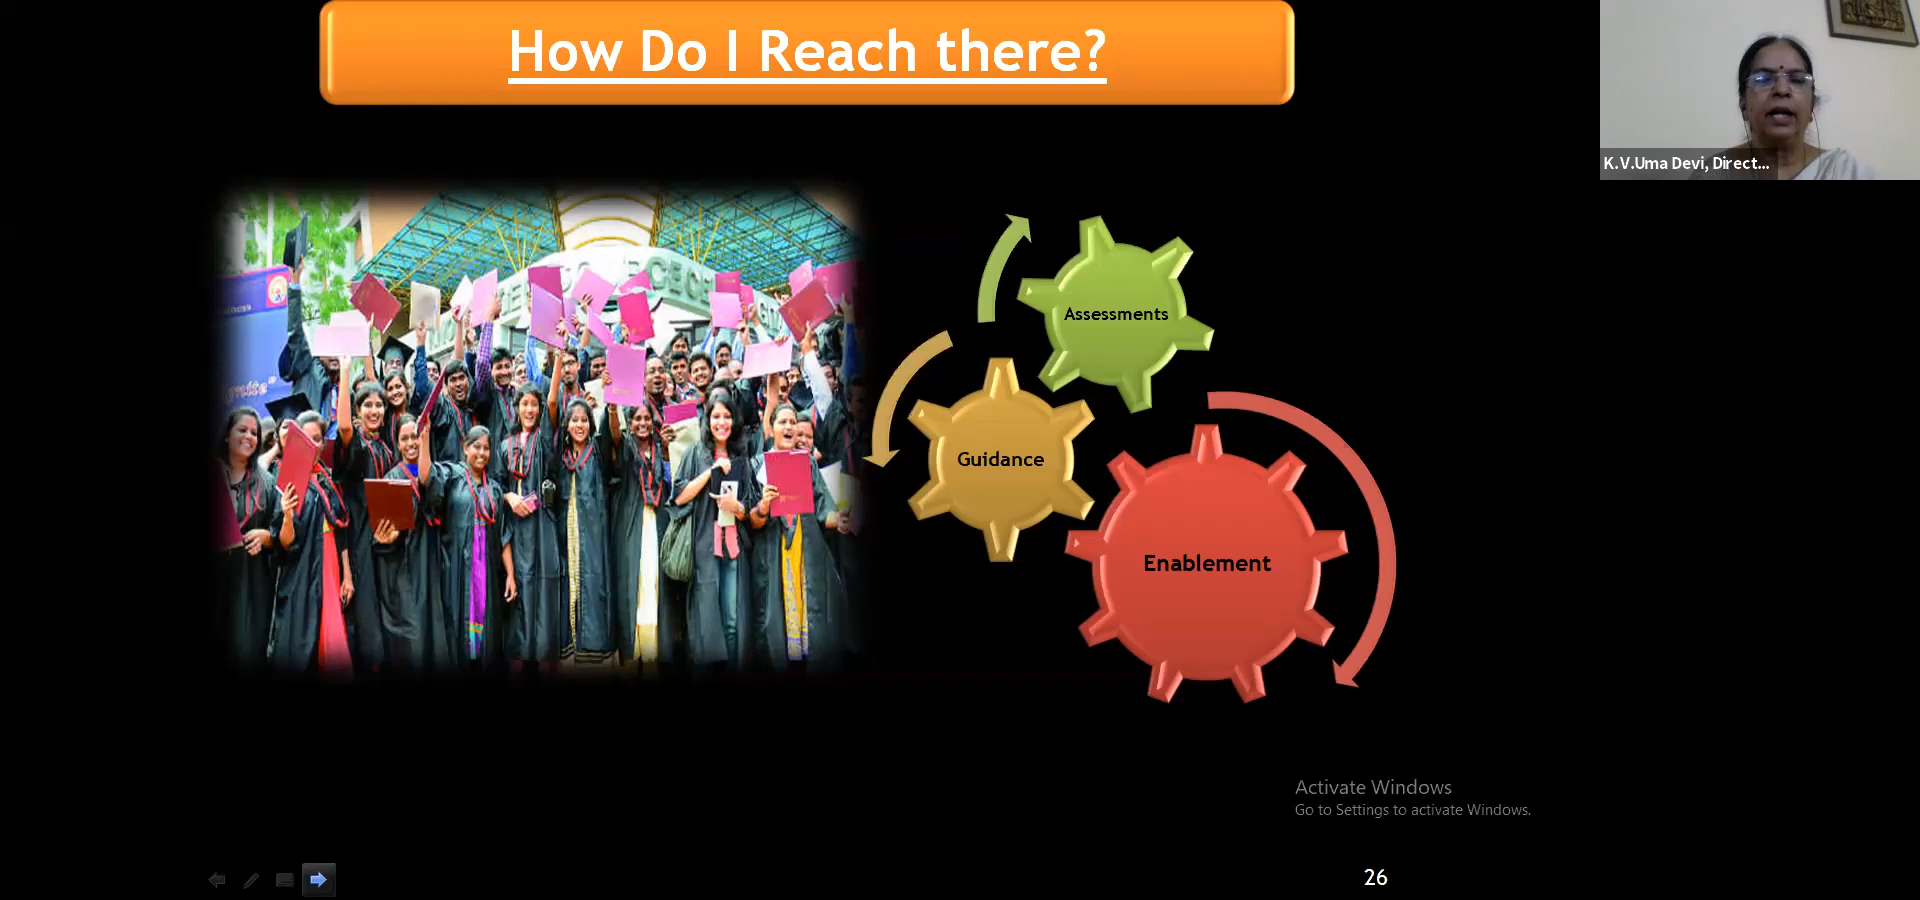 How Do I Reach there?
K.V.Uma Devi, Direct...
Assessments
Guidance
Enablement
Activate Windows
Go to Settings to activate Windows.
26